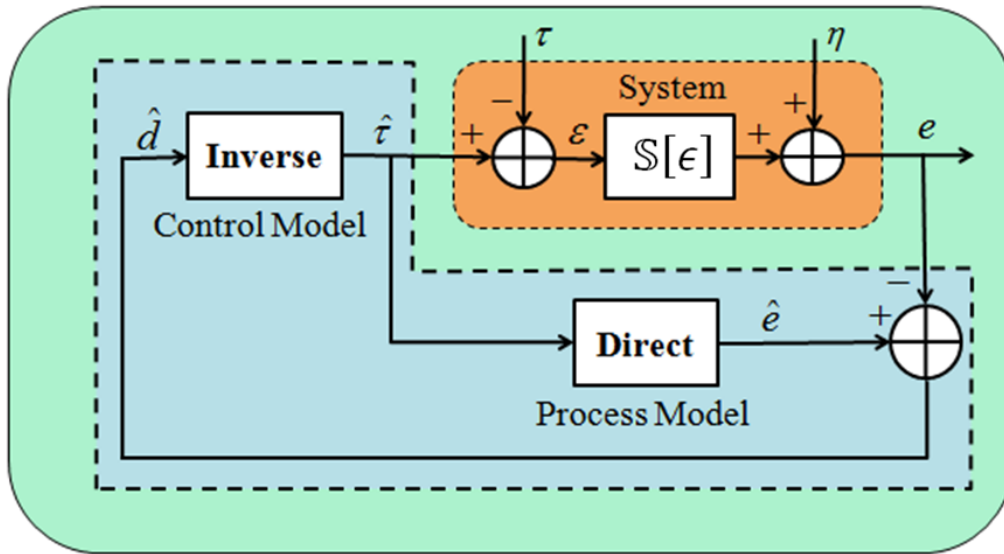 τ
η
System
−
+
d̂
Inverse
τ̂
+
ε
𝕊[ϵ]
+
e
Control Model
−
+
Direct
ê
Process Model